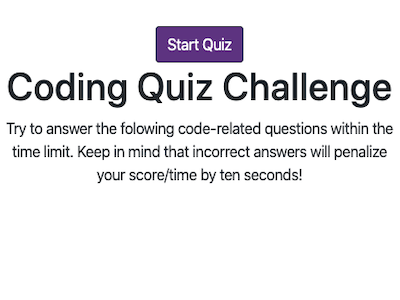 Start Quiz
Coding Quiz Challenge
Try to answer the folowing code-related questions within the
time limit. Keep in mind that incorrect answers will penalize
your score/time by ten seconds!